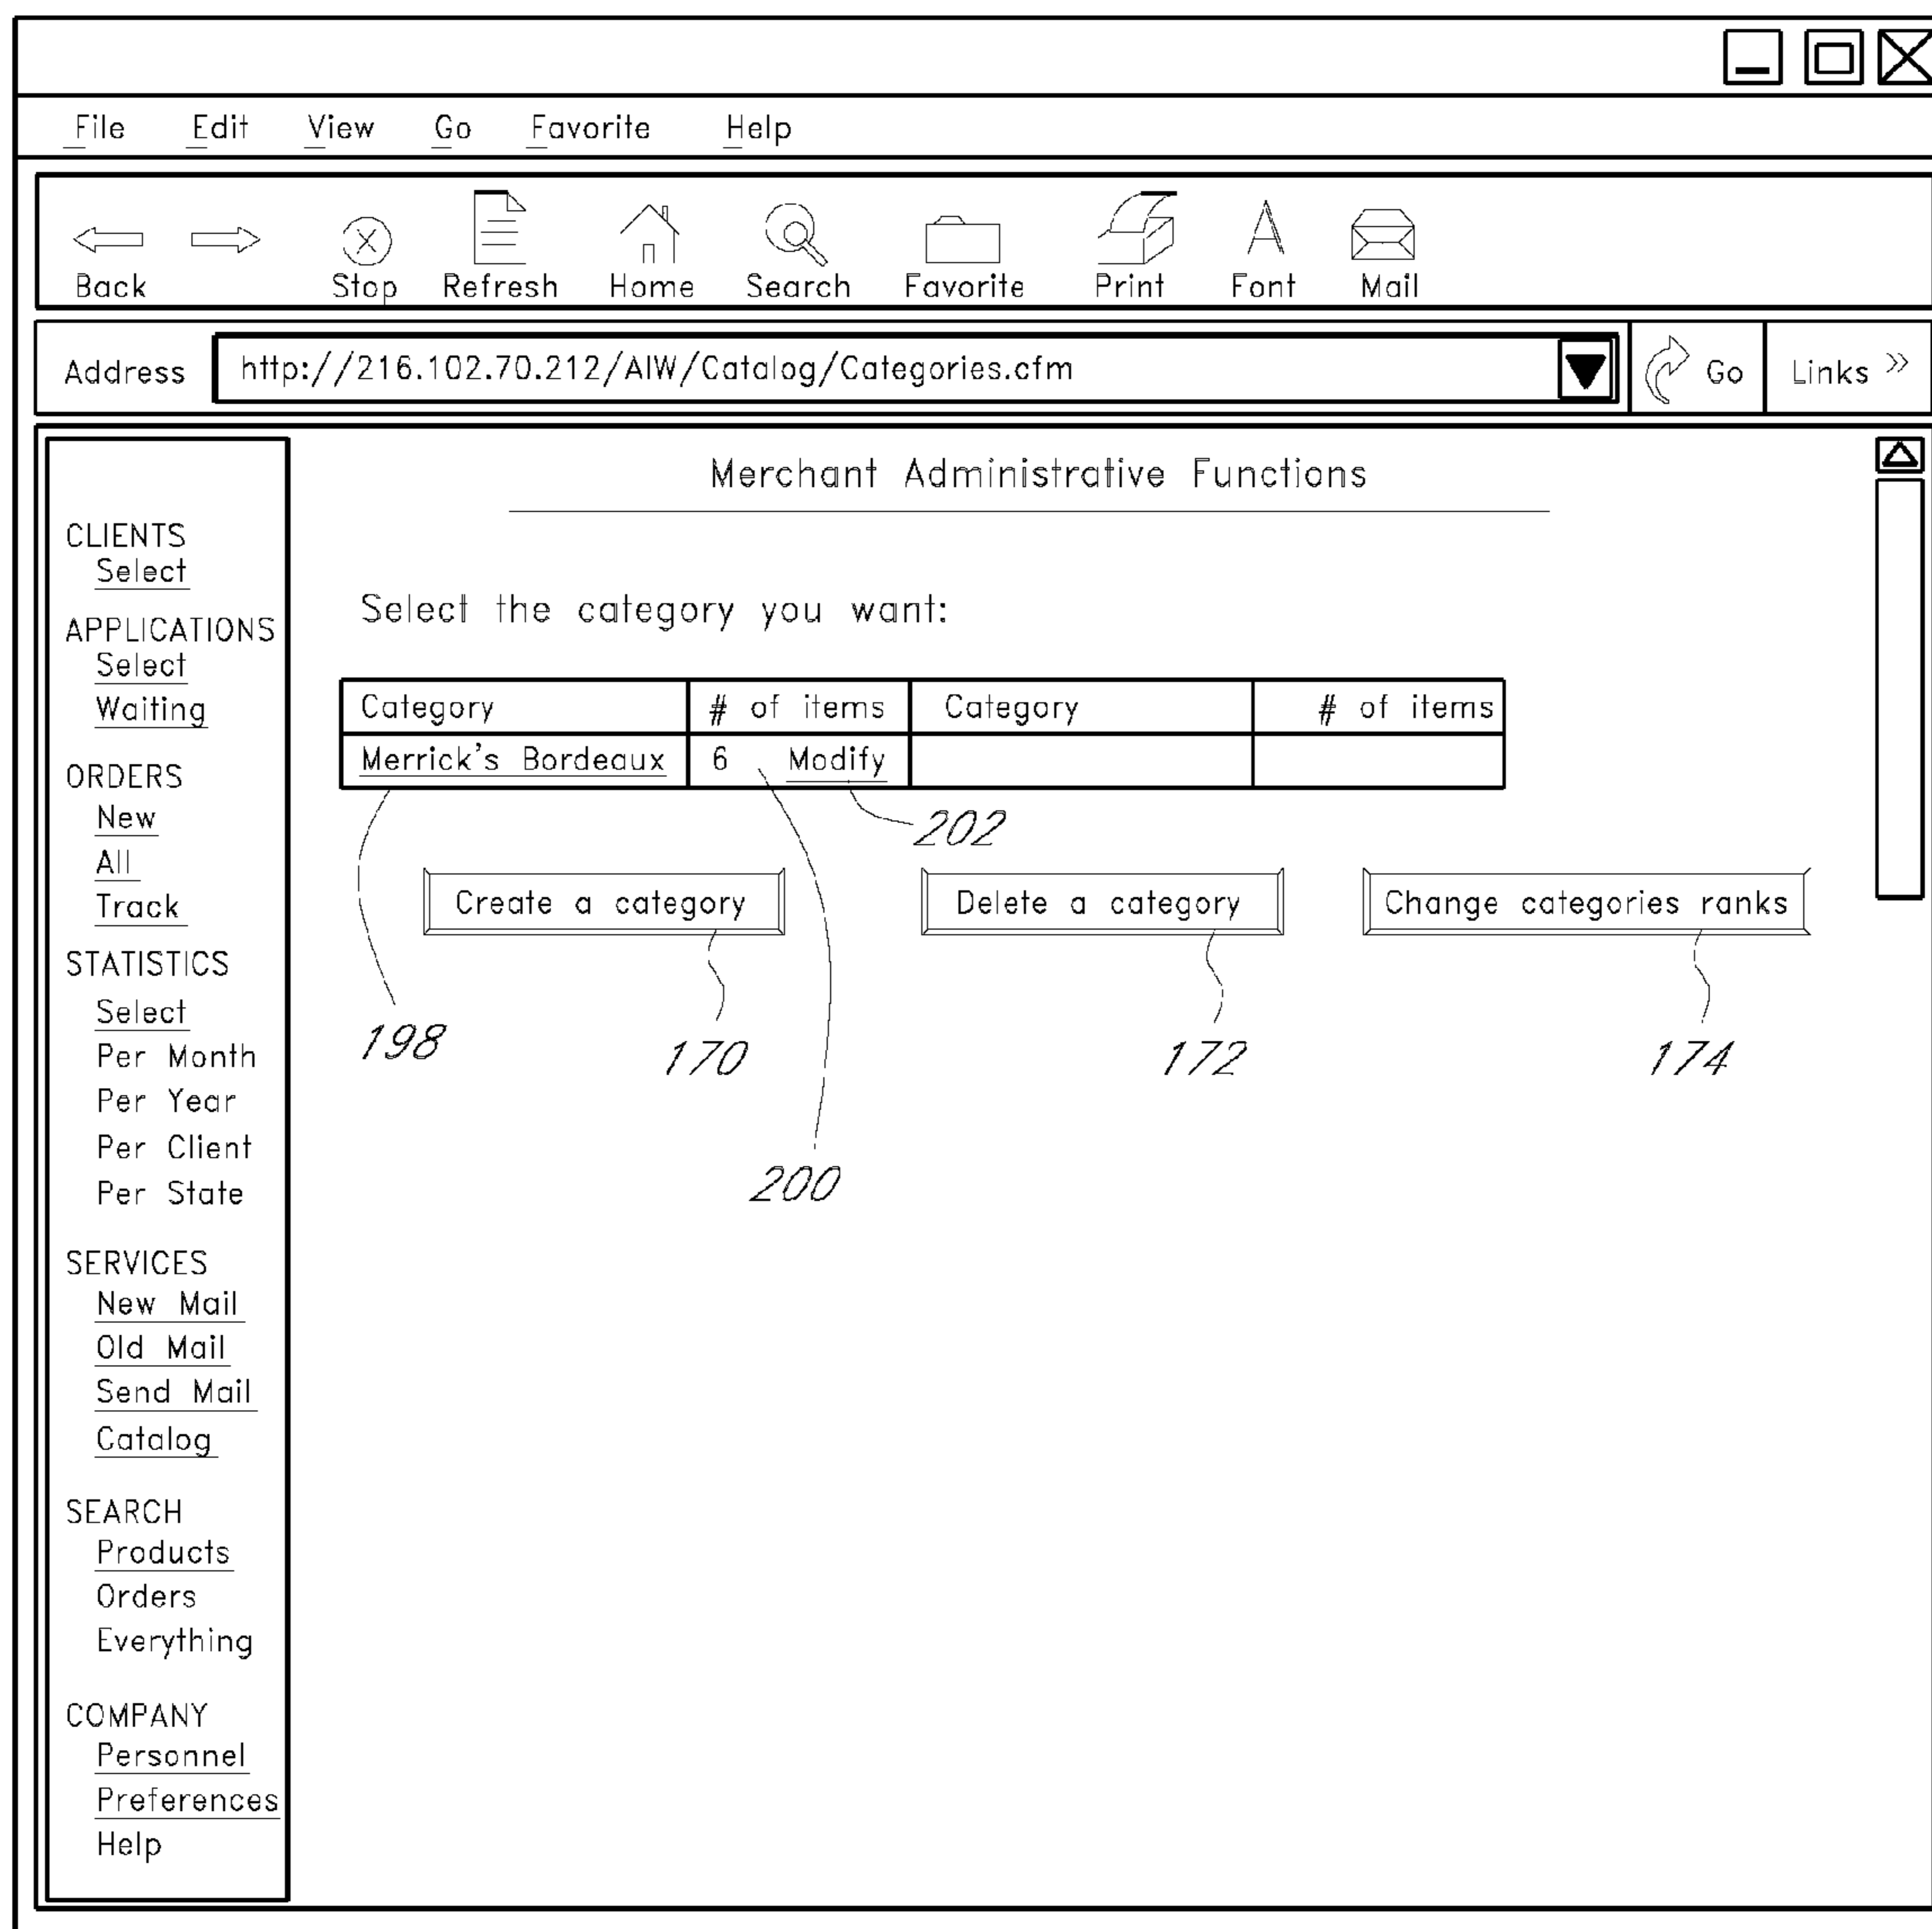 File Edit View Go Favorite Help
Back Stop Refresh Home Search Favorite Print Font Mail
Address http://216.102.70.212/AIW/Catalog/Categories.cfm Go Links »
Merchant Administrative Functions
CLIENTS
Select
APPLICATIONS
Select
Waiting
ORDERS
New
All
Track
STATISTICS
Select
Per Month
Per Year
Per Client
Per State
SERVICES
New Mail
Old Mail
Send Mail
Catalog
SEARCH
Products
Orders
Everything
COMPANY
Personnel
Preferences
Help
Select the category you want:
Category # of items Category # of items
Merrick's Bordeaux 6 Modify
202
Create a category Delete a category Change categories ranks
198 170 172 174
200